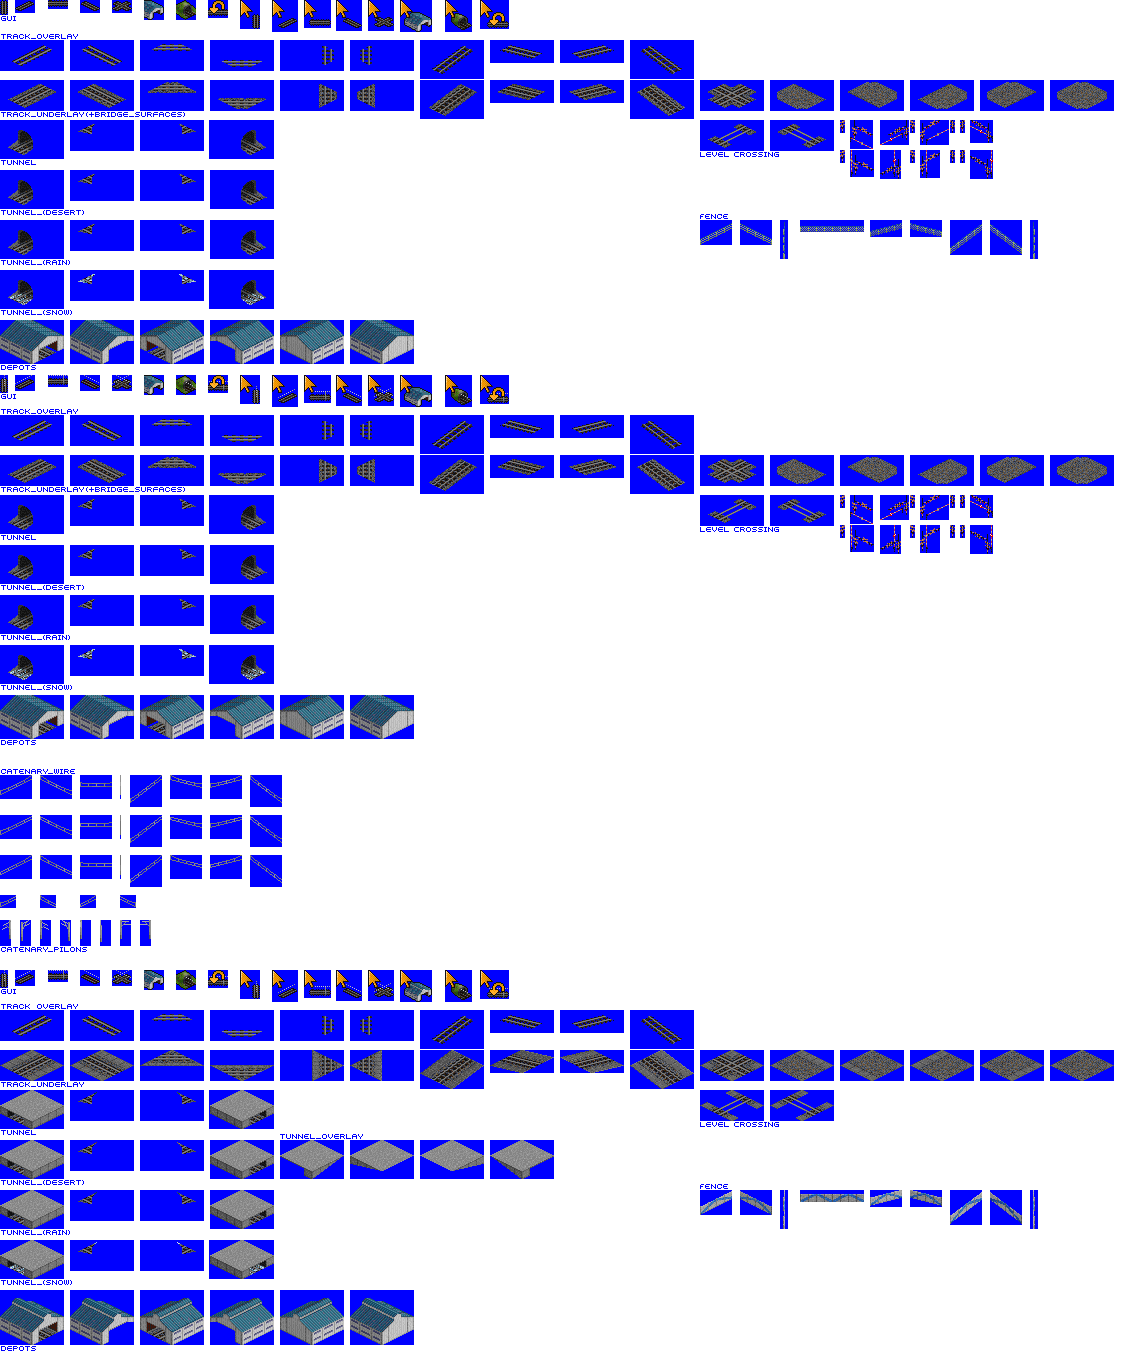 GUI
TRACK_OVERLAY
TRACK_UNDERLAY(+BRIDGE_SURFACES)
TUNNEL
LEVEL CROSSING
TUNNEL_(DESERT)
FENCE
TUNNEL_(RAIN)
TUNNEL_(SNOW)
DEPOTS
GUI
TRACK_OVERLAY
TRACK_UNDERLAY(+BRIDGE_SURFACES)
TUNNEL
LEVEL CROSSING
TUNNEL_(DESERT)
TUNNEL_(RAIN)
TUNNEL_(SNOW)
DEPOTS
CATENARY_WIRE
CATENARY_PILONS
GUI
TRACK OVERLAY
TRACK_UNDERLAY
TUNNEL
LEVEL CROSSING
TUNNEL_OVERLAY
TUNNEL_(DESERT)
FENCE
TUNNEL_(RAIN)
TUNNEL_(SNOW)
DEPOTS